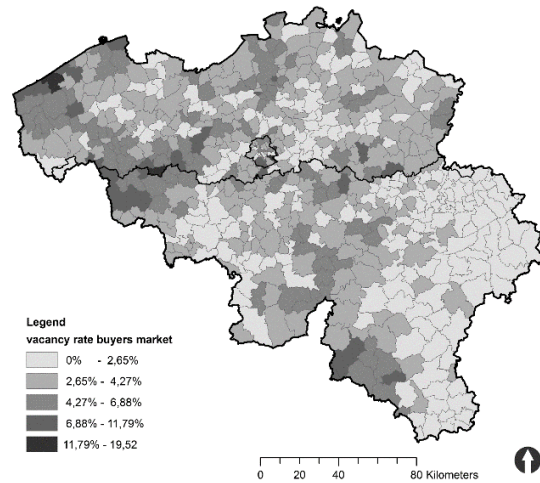 Legend
vacancy rate buyers market
0% - 2,65%
2,65% - 4,27%
4,27% - 6,88%
6,88% - 11,79%
11,79% - 19,52
0 20 40 80 Kilometers